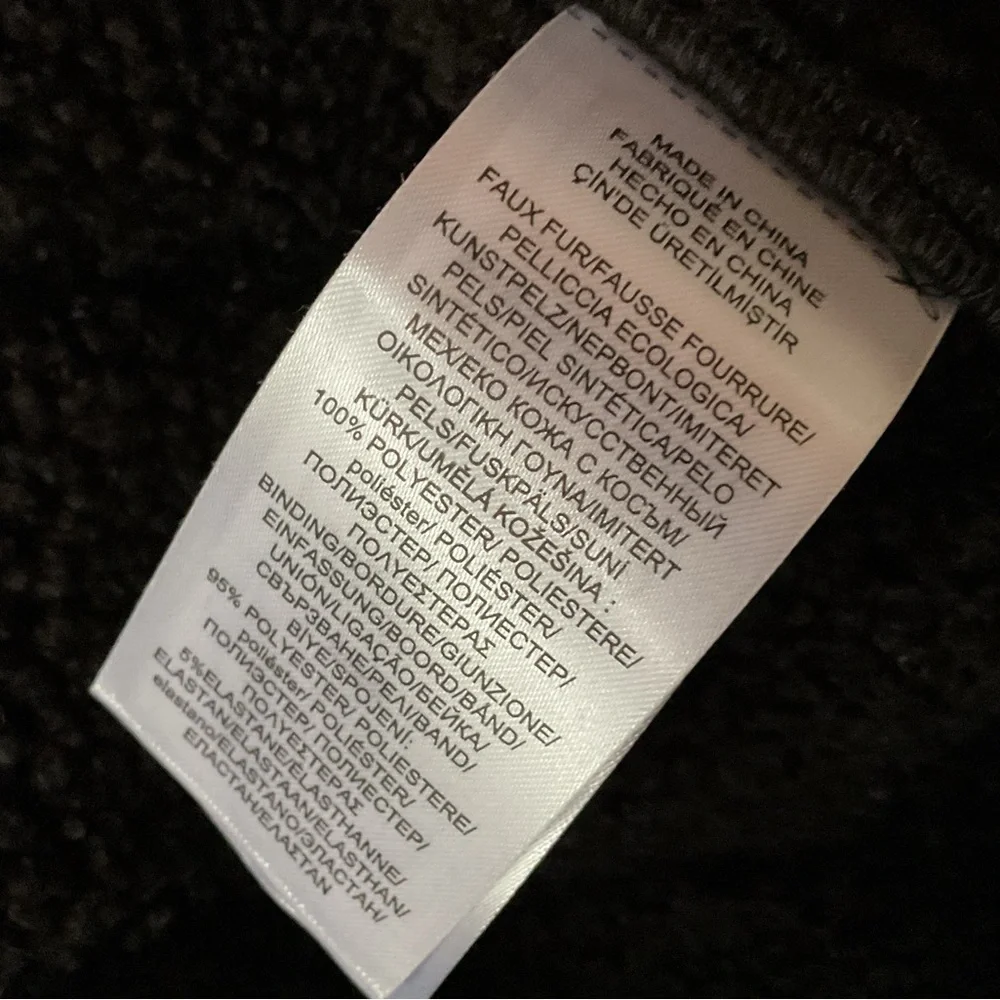 MADE IN CHINA
FABRIQUÉ EN CHINE
HECHO EN CHINA
ÇİN'DE ÜRETİLMİŞTİR
FAUX FUR/FAUSSE FOURRURE/
PELLICCIA ECOLOGICA/
KUNSTPELZ/NEPBONT/IMITERET
PELS/PIEL SINTÉTICA/PELO
SINTÉTICO/ИСКУССТВЕННЫЙ
МЕХ/ЕКО КОЖА С КОСЪМ/
ΟΙΚΟΛΟΓΙΚΗ ΓΟΥΝΑ/IMITERT
PELS/FUSKPÄLS/SUNİ
KÜRK/UMĚLÁ KOŽEŠINA :
100% POLYESTER/ POLIESTERE/
poliéster/ POLIÉSTER/
ПОЛИЭСТЕР/ ПОЛИЕСТЕР/
ΠΟΛΥΕΣΤΕΡΑΣ
BINDING/BORDURE/GIUNZIONE/
EINFASSUNG/BOORD/BÅND/
UNIÓN/LIGAÇÃO/БЕЙКА/
СВЪРЗВАНЕ/ΡΕΛΙ/BAND/
BİYE/SPOJENÍ:
95% POLYESTER/ POLIESTERE/
poliéster/ POLIÉSTER/
ПОЛИЭСТЕР/ ПОЛИЕСТЕР/
ΠΟΛΥΕΣΤΕΡΑΣ
5%ELASTANE/ÉLASTHANNE/
ELASTAN/ELASTAAN/ELASTHAN/
elastano/ELASTANO/ЭЛАСТАН/
ЕЛАСТАН/ΕΛΑΣΤΑΝ